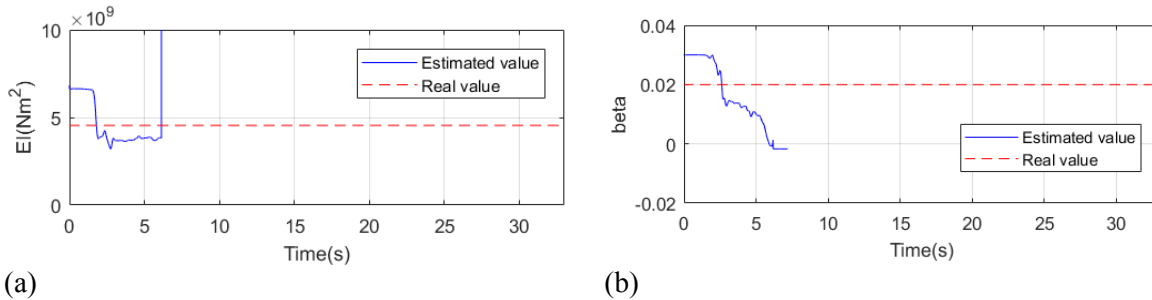 ×10⁹
10
5
0
EI(Nm²)
Estimated value
Real value
0 5 10 15 20 25 30
Time(s)
(a)
0.04
0.02
0
-0.02
beta
Estimated value
Real value
0 5 10 15 20 25 30
Time(s)
(b)